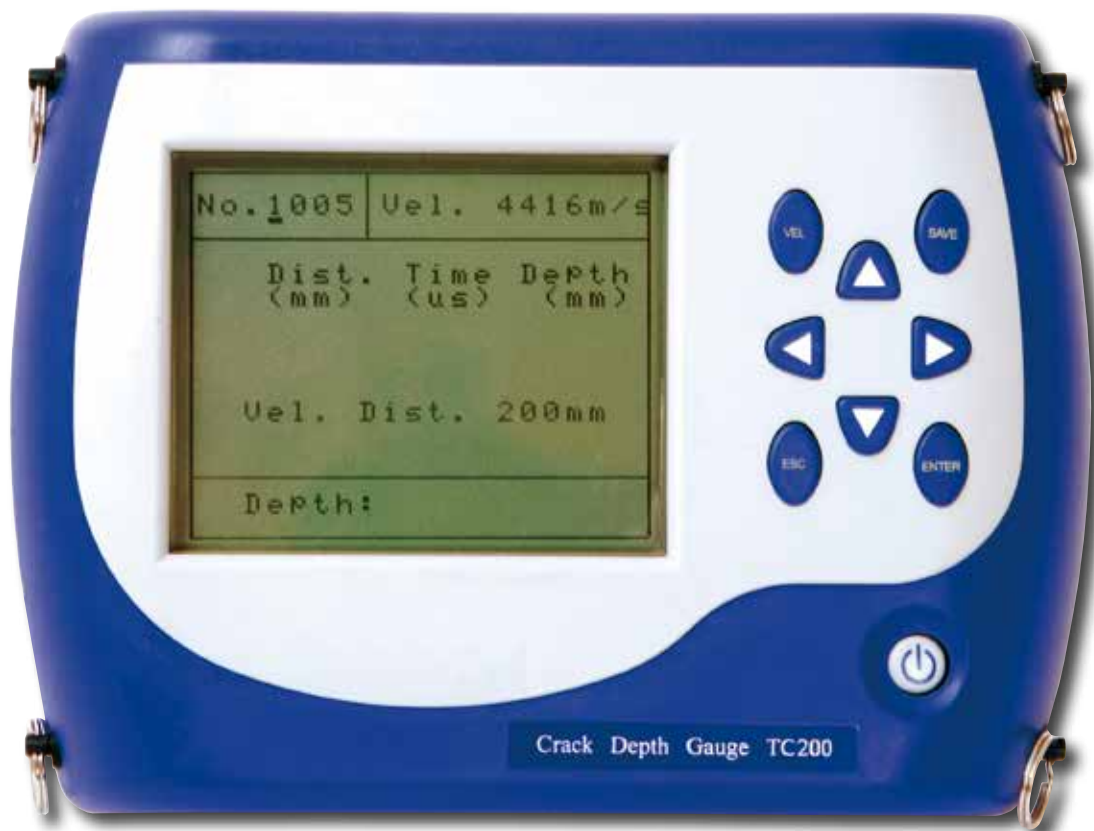 No.1005 Vel. 4416m/s
Dist. Time Depth
(mm) (us) (mm)
Vel. Dist. 200mm
Depth:
VEL
SAVE
ESC
ENTER
Crack Depth Gauge TC200